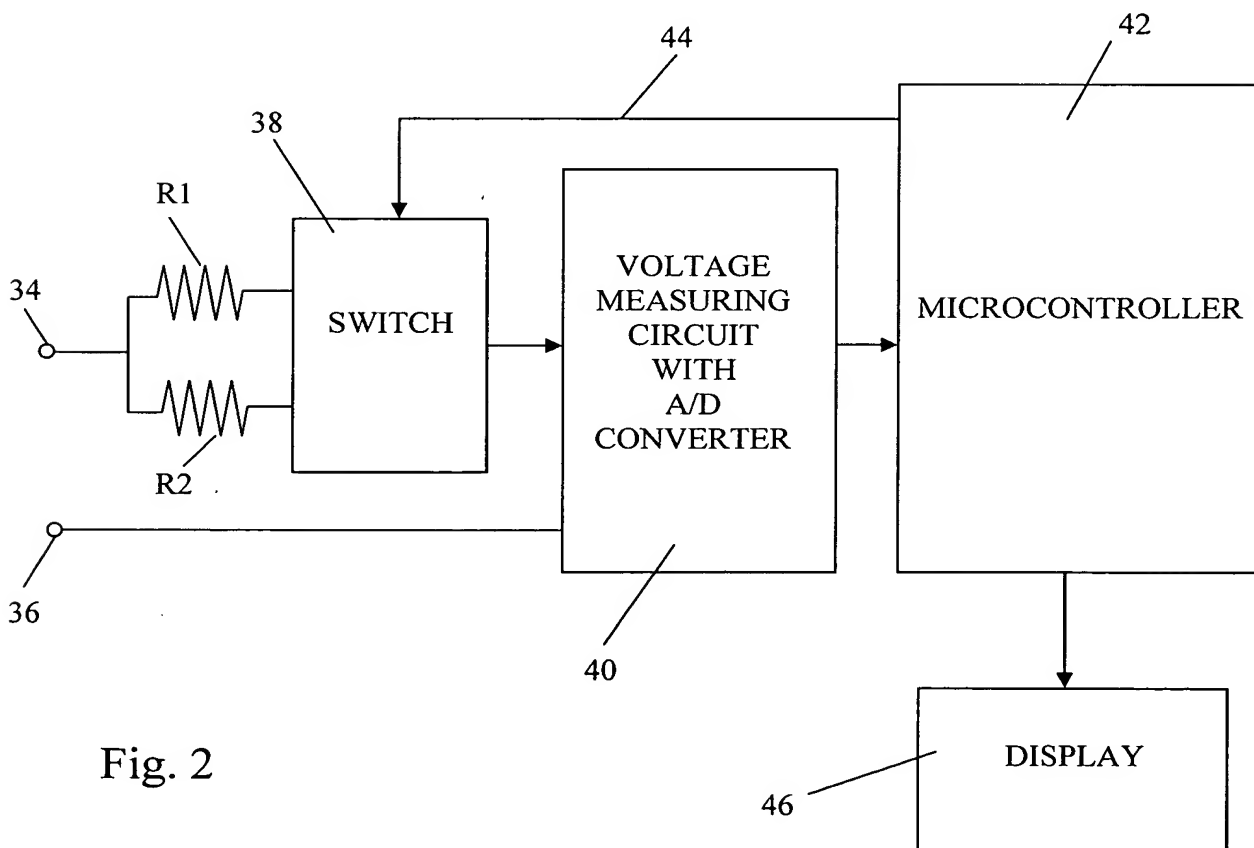 44
42
38
R1
34
SWITCH
VOLTAGE
MEASURING
CIRCUIT
WITH
A/D
CONVERTER
MICROCONTROLLER
R2
36
40
Fig. 2
46
DISPLAY